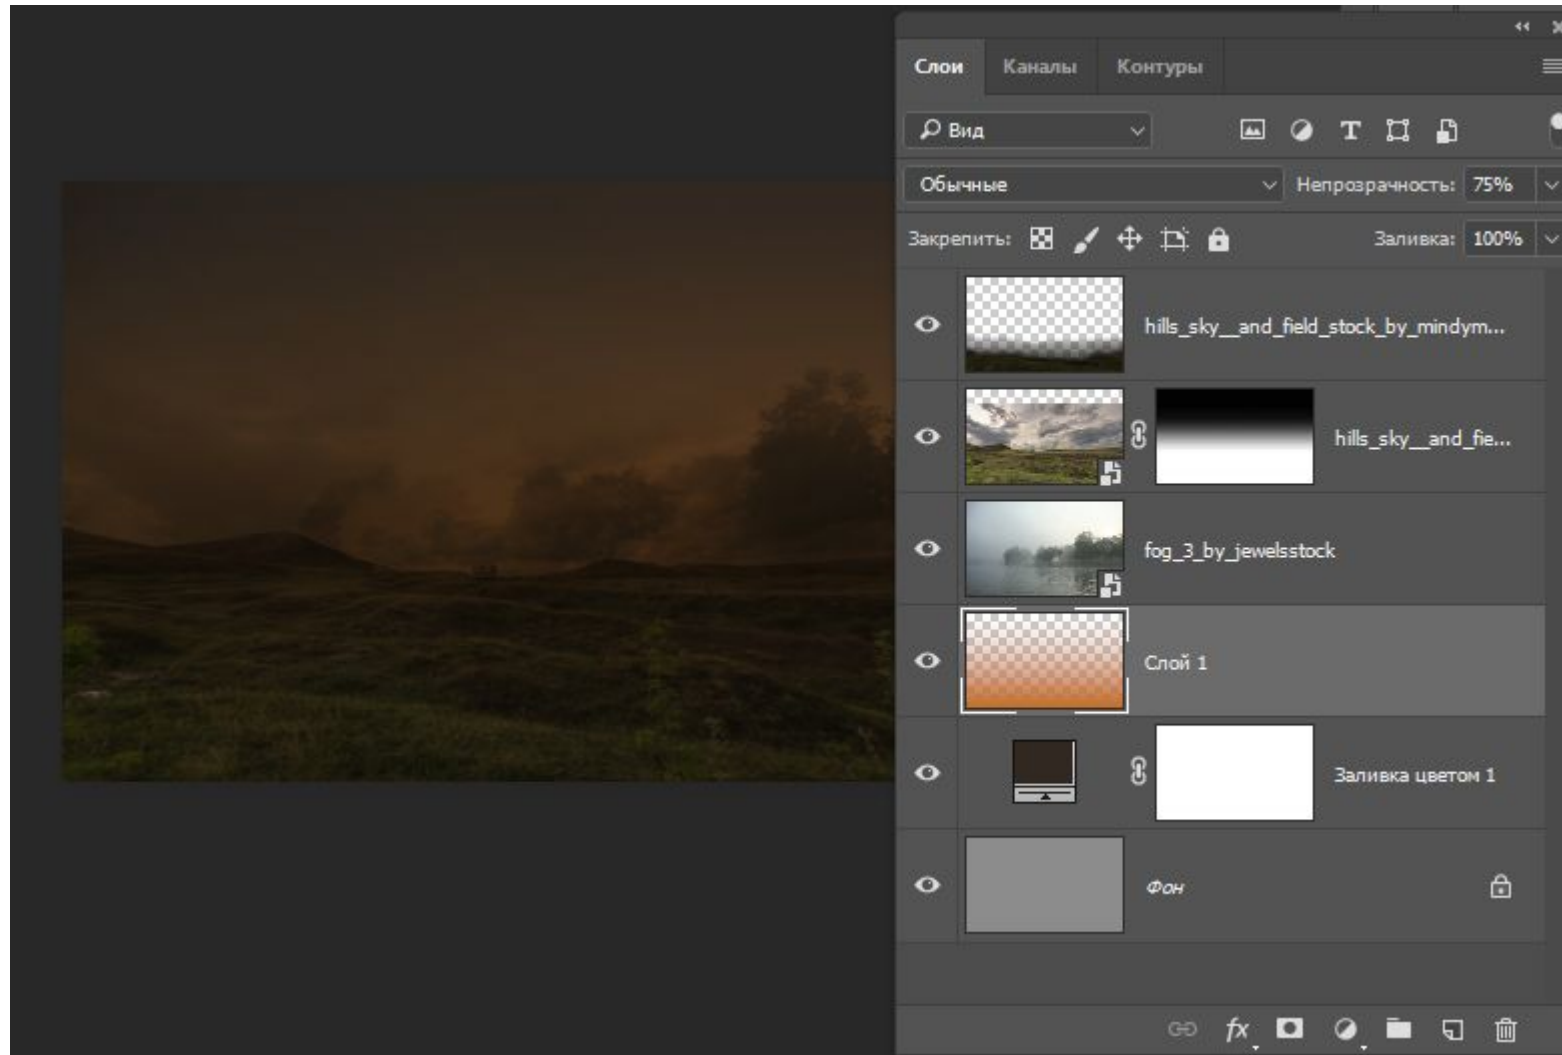 Слои Каналы Контуры
Вид
Обычные Непрозрачность: 75%
Закрепить: Заливка: 100%
hills_sky__and_field_stock_by_mindym...
hills_sky__and_fie...
fog_3_by_jewelsstock
Слой 1
Заливка цветом 1
Фон
fx